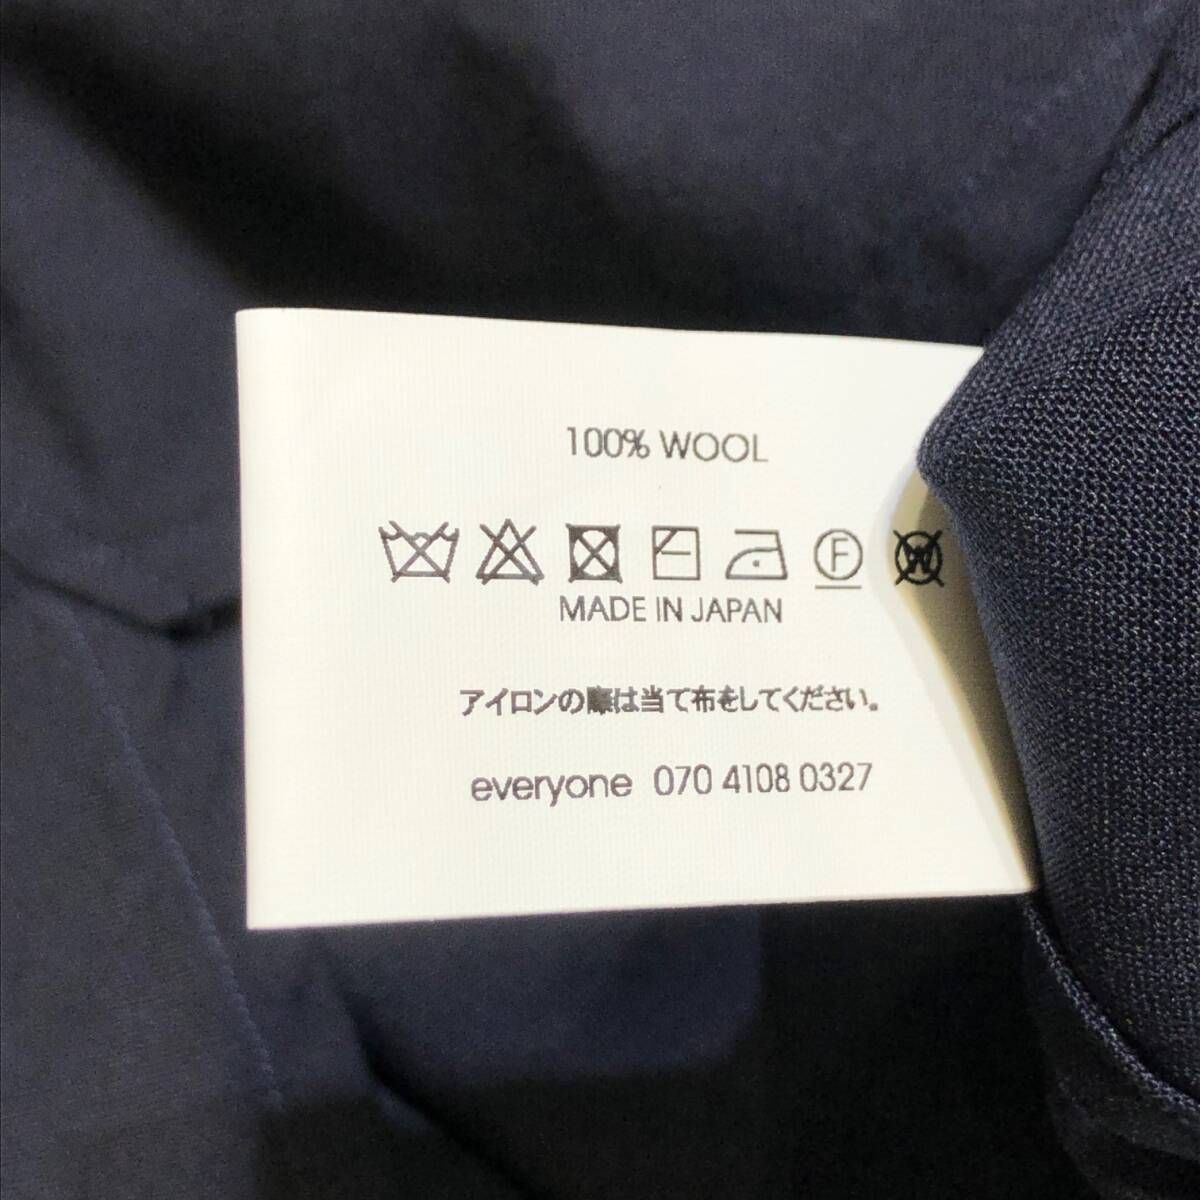 100% WOOL
F W
MADE IN JAPAN
アイロンの際は当て布をしてください。
everyone 070 4108 0327